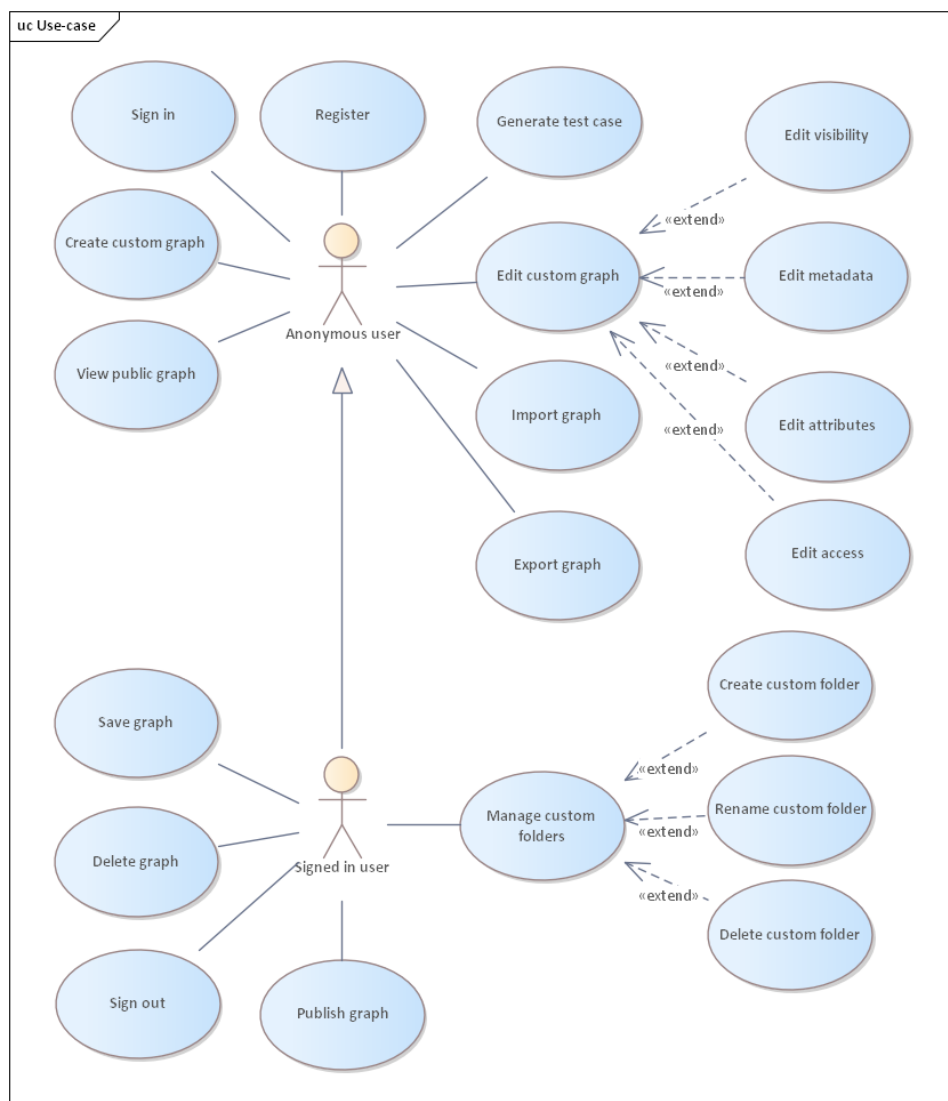 uc Use-case
Sign in
Register
Generate test case
Edit visibility
«extend»
Create custom graph
Edit custom graph
Edit metadata
«extend»
Anonymous user
View public graph
«extend»
Import graph
Edit attributes
«extend»
Export graph
Edit access
Create custom folder
Save graph
«extend»
Manage custom
folders
Rename custom folder
«extend»
Delete graph
Signed in user
«extend»
Delete custom folder
Sign out
Publish graph